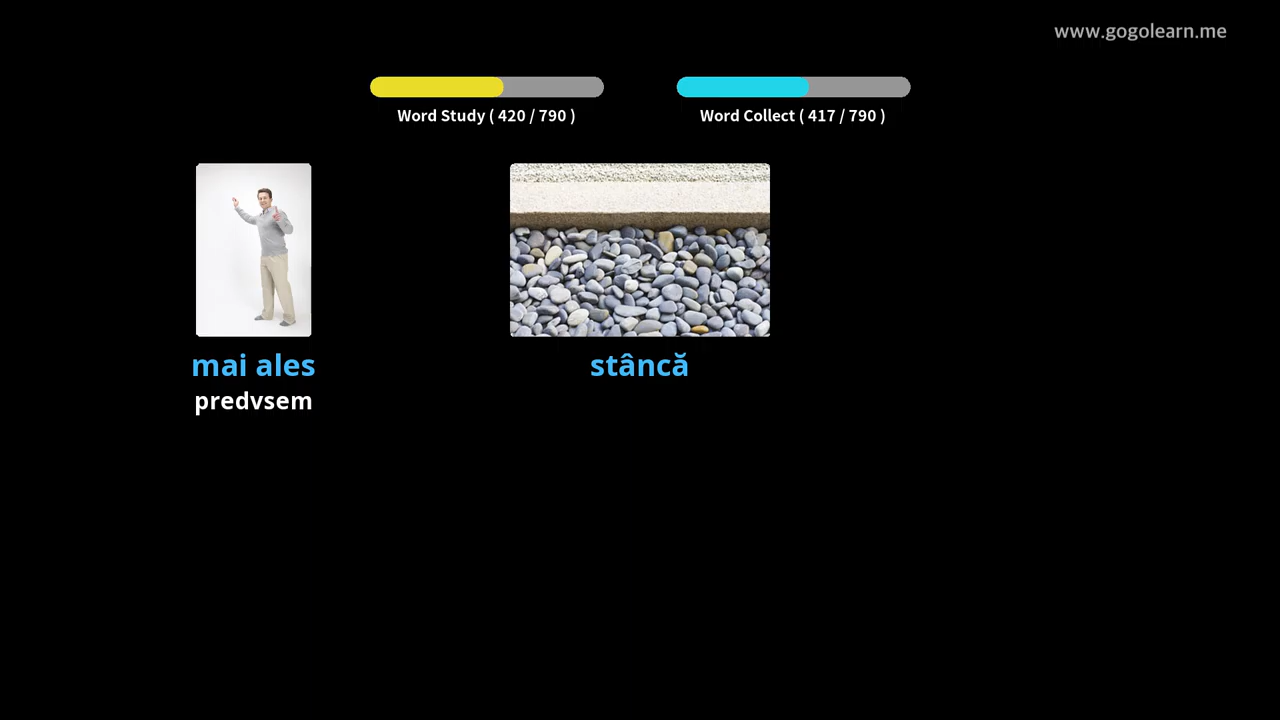 www.gogolearn.me
Word Study ( 420 / 790 )
Word Collect ( 417 / 790 )
mai ales
predvsem
stâncă